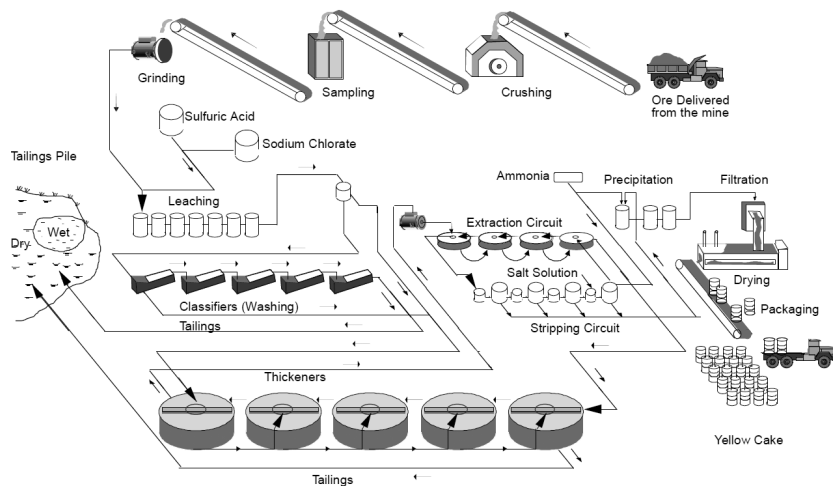 Grinding
Sampling
Crushing
Ore Delivered
from the mine
Sulfuric Acid
Sodium Chlorate
Tailings Pile
Leaching
Ammonia
Precipitation
Filtration
Wet
Dry
Extraction Circuit
Salt Solution
Drying
Classifiers (Washing)
Packaging
Tailings
Stripping Circuit
Thickeners
Yellow Cake
Tailings